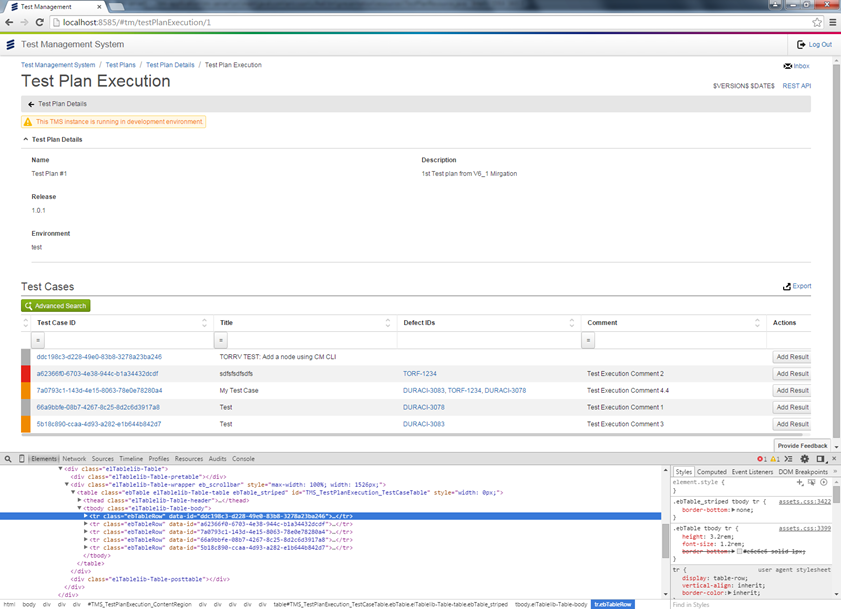 Test Management
localhost:8585/#tm/testPlanExecution/1
Test Management System
Log Out
Test Management System / Test Plans / Test Plan Details / Test Plan Execution
Inbox
Test Plan Execution
$VERSION$ $DATE$ REST API
Test Plan Details
This TMS instance is running in development environment
Test Plan Details
Name Description
Test Plan #1 1st Test plan from V6_1 Mirgation
Release
1.0.1
Environment
test
Test Cases
Export
Advanced Search
Test Case ID Title Defect IDs Comment Actions
= = =
ddc198c3-d228-49e0-83b8-3278a23ba246 TORRV TEST: Add a node using CM CLI Add Result
a62366f0-6703-4e38-944c-b1a34432dcdf sdfsfsdfsdfs TORF-1234 Test Execution Comment 2 Add Result
7a0793c1-143d-4e15-8063-78e0e78280a4 My Test Case DURACI-3083, TORF-1234, DURACI-3078 Test Execution Comment 4.4 Add Result
66a9bbfe-08b7-4267-8c25-8d2c6d3917a8 Test DURACI-3078 Test Execution Comment 1 Add Result
5b18c890-ccaa-4d93-a282-e1b644b842d7 Test DURACI-3083 Test Execution Comment 3 Add Result
Provide Feedback
Elements Network Sources Timeline Profiles Resources Audits Console 1 1
<div class="elTablelib-Table">
<div class="elTablelib-Table-pretable"></div>
<div class="elTablelib-Table-wrapper eb_scrollbar" style="max-width: 100%; width: 1526px;">
<table class="ebTable elTablelib-Table-table ebTable_striped" id="TMS_TestPlanExecution_TestCaseTable" style="width: 0px;">
<thead class="elTablelib-Table-header">…</thead>
<tbody class="elTablelib-Table-body">
<tr class="ebTableRow" data-id="ddc198c3-d228-49e0-83b8-3278a23ba246">…</tr>
<tr class="ebTableRow" data-id="a62366f0-6703-4e38-944c-b1a34432dcdf">…</tr>
<tr class="ebTableRow" data-id="7a0793c1-143d-4e15-8063-78e0e78280a4">…</tr>
<tr class="ebTableRow" data-id="66a9bbfe-08b7-4267-8c25-8d2c6d3917a8">…</tr>
<tr class="ebTableRow" data-id="5b18c890-ccaa-4d93-a282-e1b644b842d7">…</tr>
</tbody>
</table>
</div>
<div class="elTablelib-Table-posttable"></div>
</div>
</div>
Styles Computed Event Listeners DOM Breakpoints »
element.style {
}
.ebTable_striped tbody tr { assets.css:3422
border-bottom: none;
}
.ebTable tbody tr { assets.css:3399
height: 3.2rem;
font-size: 1.2rem;
border-bottom: #c6c6c6 solid 1px;
}
tr { user agent stylesheet
display: table-row;
vertical-align: inherit;
border-color: inherit;
html body div div div #TMS_TestPlanExecution_ContentRegion div div div div div table#TMS_TestPlanExecution_TestCaseTable.ebTable.elTablelib-Table-table.ebTable_striped tbody.elTablelib-Table-body tr.ebTableRow
Find in Styles